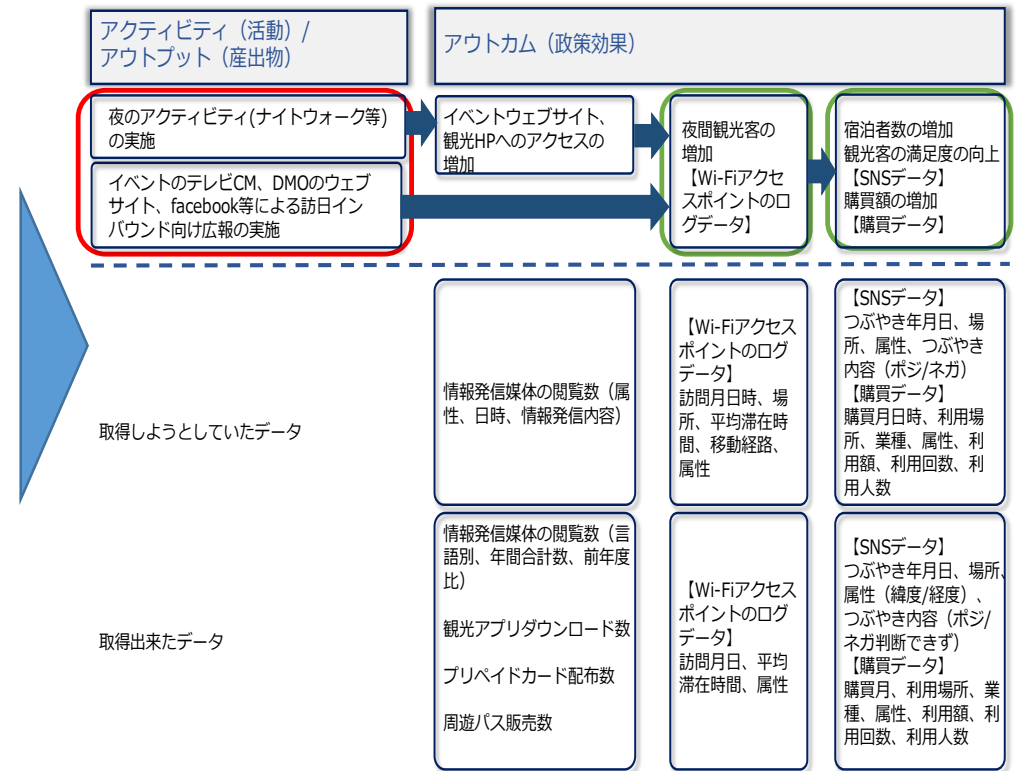 アクティビティ（活動）/
アウトプット（産出物）
アウトカム（政策効果）
夜のアクティビティ(ナイトウォーク等)
の実施
イベントのテレビCM、DMOのウェブ
サイト、facebook等による訪日イン
バウンド向け広報の実施
イベントウェブサイト、
観光HPへのアクセスの
増加
夜間観光客の
増加
【Wi-Fiアクセ
スポイントのロ
グデータ】
宿泊者数の増加
観光客の満足度の向上
【SNSデータ】
購買額の増加
【購買データ】
取得しようとしていたデータ
情報発信媒体の閲覧数（属
性、日時、情報発信内容）
【Wi-Fiアクセス
ポイントのログ
データ】
訪問月日時、場
所、平均滞在時
間、移動経路、
属性
【SNSデータ】
つぶやき年月日、場
所、属性、つぶやき
内容（ポジ/ネガ）
【購買データ】
購買月日時、利用場
所、業種、属性、利
用額、利用回数、利
用人数
取得出来たデータ
情報発信媒体の閲覧数（言
語別、年間合計数、前年度
比）
観光アプリダウンロード数
プリペイドカード配布数
周遊パス販売数
【Wi-Fiアクセス
ポイントのログ
データ】
訪問月日、平均
滞在時間、属性
【SNSデータ】
つぶやき年月日、場所、
属性（緯度/経度）、
つぶやき内容（ポジ/
ネガ判断できず）
【購買データ】
購買月、利用場所、業
種、属性、利用額、利
用回数、利用人数